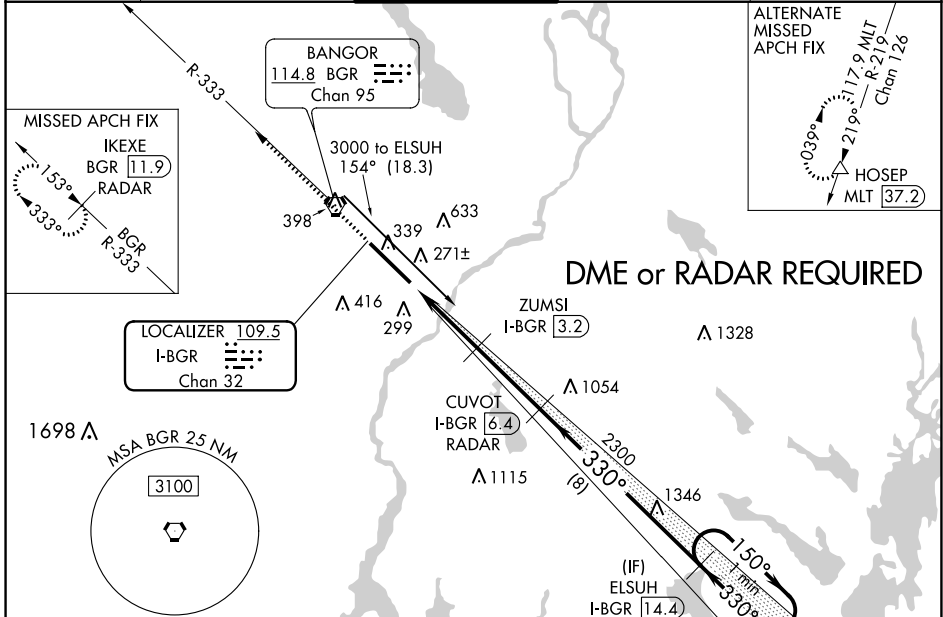 BANGOR
114.8 BGR
Chan 95
R-333
ALTERNATE
MISSED
APCH FIX
117.9 MLT
R-219
Chan 126
039°
219°
HOSEP
MLT 37.2
MISSED APCH FIX
IKEXE
BGR 11.9
RADAR
153°
333°
BGR
R-333
3000 to ELSUH
154° (18.3)
398
339
633
271±
DME or RADAR REQUIRED
416
299
ZUMSI
I-BGR 3.2
1328
LOCALIZER 109.5
I-BGR
Chan 32
1054
CUVOT
I-BGR 6.4
RADAR
1698
MSA BGR 25 NM
3100
1115
2300
330°
(8)
1346
150°
1 min
330°
(IF)
ELSUH
I-BGR 14.4